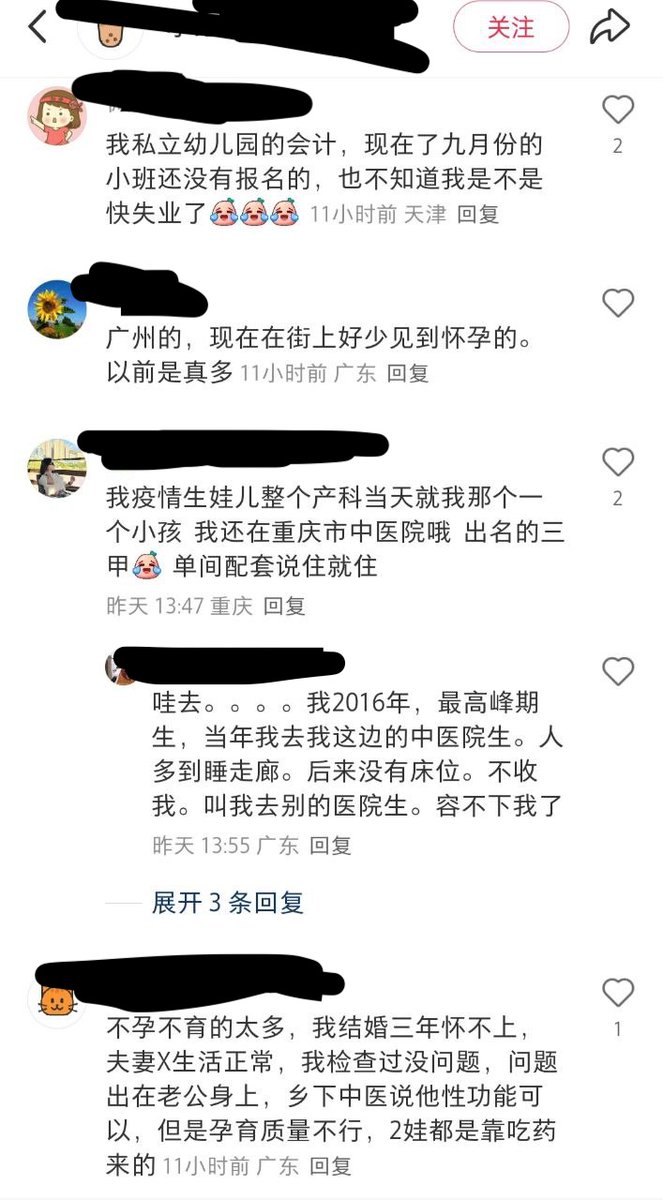 关注
我私立幼儿园的会计，现在了九月份的
小班还没有报名的，也不知道我是不是
快失业了 11小时前 天津 回复
2
广州的，现在在街上好少见到怀孕的。
以前是真多 11小时前 广东 回复
我疫情生娃儿整个产科当天就我那个一
个小孩 我还在重庆市中医院哦 出名的三
甲 单间配套说住就住
昨天 13:47 重庆 回复
2
哇去。。。。我2016年，最高峰期
生，当年我去我这边的中医院生。人
多到睡走廊。后来没有床位。不收
我。叫我去别的医院生。容不下我了
昨天 13:55 广东 回复
展开 3 条回复
不孕不育的太多，我结婚三年怀不上，
夫妻X生活正常，我检查过没问题，问题
出在老公身上，乡下中医说他性功能可
以，但是孕育质量不行，2娃都是靠吃药
来的 11小时前 广东 回复
1